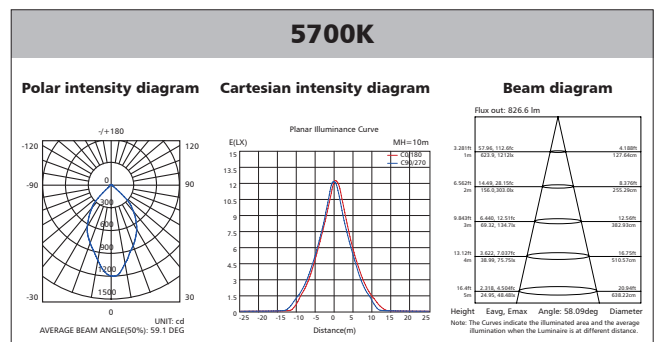 5700K
Polar intensity diagram
Cartesian intensity diagram
Beam diagram
-/+180
-120
120
-90
90
-30
30
0
0
300
600
900
1200
1500
UNIT: cd
AVERAGE BEAM ANGLE(50%): 59.1 DEG
Planar Illuminance Curve
E(LX)
MH=10m
C0/180
C90/270
15
13.5
12
10.5
9
7.5
6
4.5
3
1.5
0
-25 -20 -15 -10 -5 0 5 10 15 20 25
Distance(m)
Flux out: 826.6 lm
3.281ft 57.96, 112.6fc 4.188ft
1m 623.9, 1212lx 127.64cm
6.562ft 14.49, 28.15fc 8.376ft
2m 156.0,303.0lx 255.29cm
9.843ft 6.440, 12.51fc 12.56ft
3m 69.32, 134.7lx 382.93cm
13.12ft 3.622, 7.037fc 16.75ft
4m 38.99, 75.75lx 510.57cm
16.4ft 2.318, 4.504fc 20.94ft
5m 24.95, 48.48lx 638.22cm
Height Eavg, Emax Angle: 58.09deg Diameter
Note: The Curves indicate the illuminated area and the average
illumination when the Luminaire is at different distance.